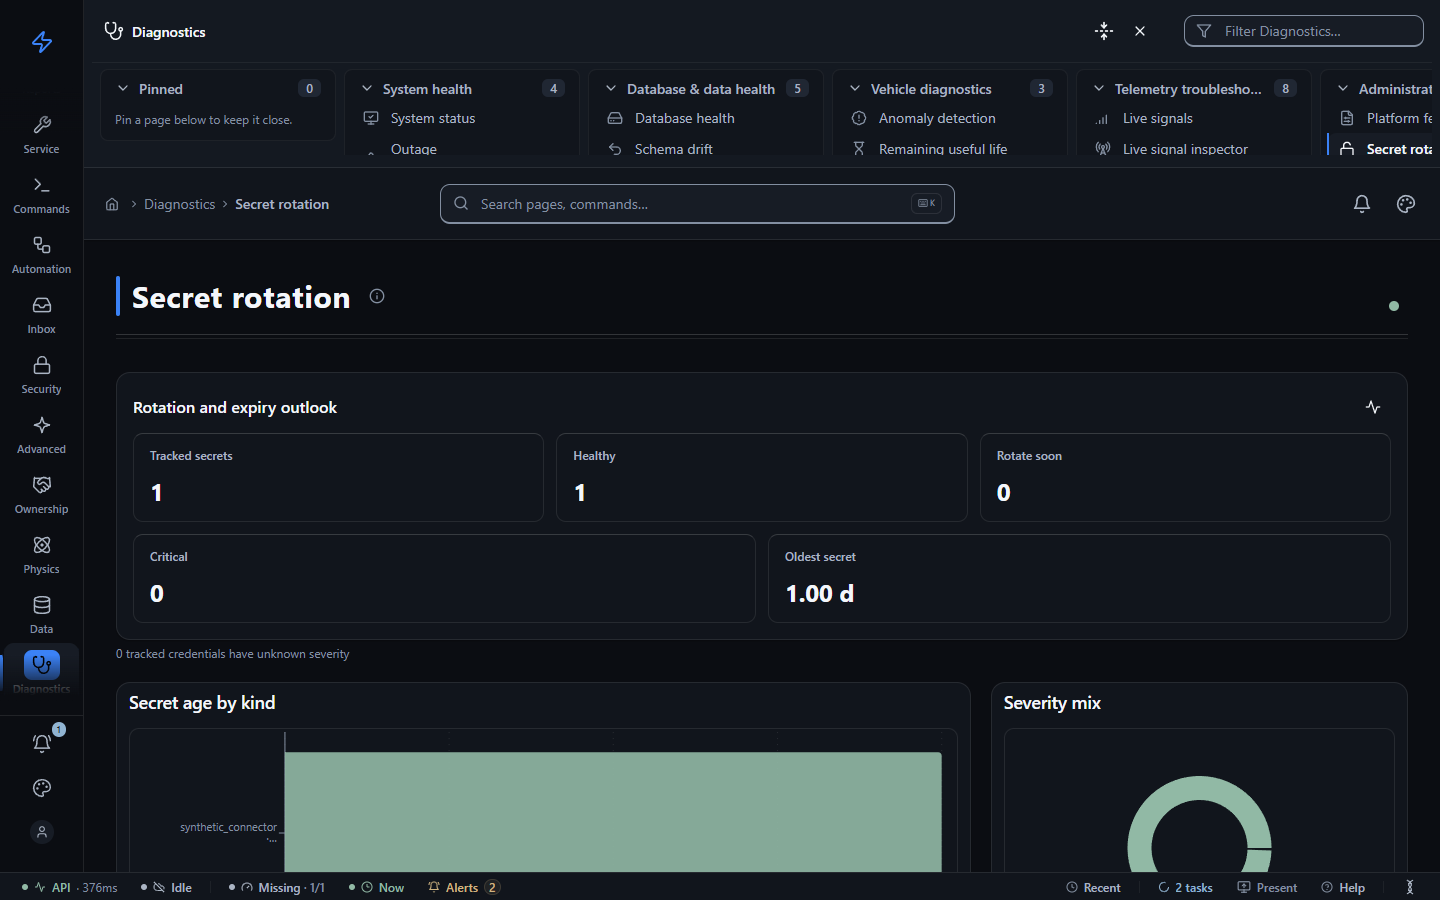 Diagnostics
Filter Diagnostics...
Pinned 0
Pin a page below to keep it close.
System health 4
System status
Outage
Database & data health 5
Database health
Schema drift
Vehicle diagnostics 3
Anomaly detection
Remaining useful life
Telemetry troublesho... 8
Live signals
Live signal inspector
Administrat
Platform fe
Secret rota
Service
Commands
Automation
Inbox
Security
Advanced
Ownership
Physics
Data
Diagnostics
1
Diagnostics Secret rotation
Search pages, commands...
K
Secret rotation
Rotation and expiry outlook
Tracked secrets
1
Healthy
1
Rotate soon
0
Critical
0
Oldest secret
1.00 d
0 tracked credentials have unknown severity
Secret age by kind
synthetic_connector
·...
Severity mix
API · 376ms
Idle
Missing · 1/1
Now
Alerts 2
Recent
2 tasks
Present
Help